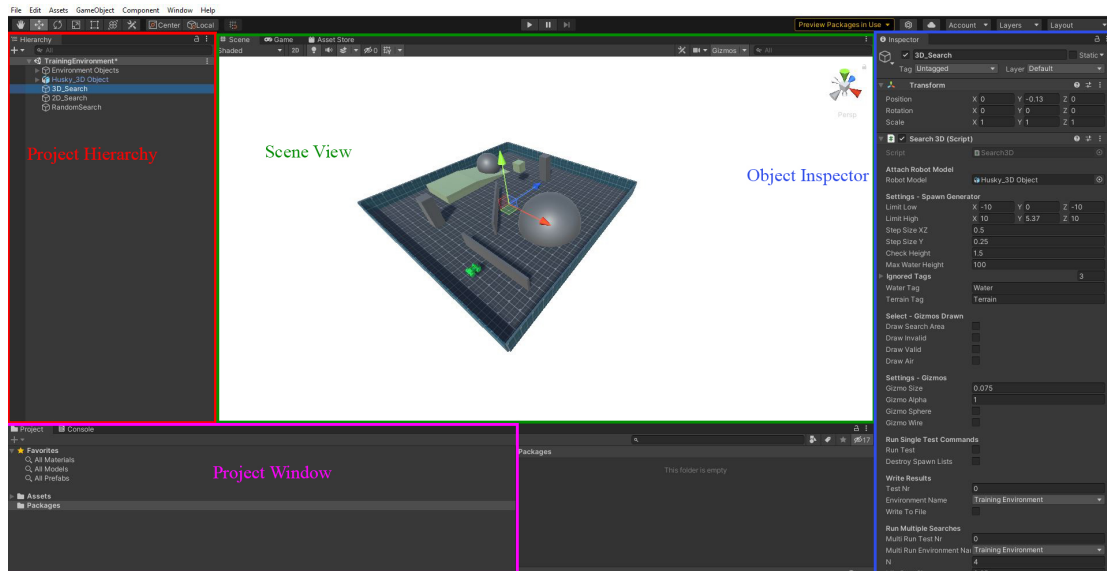 File Edit Assets GameObject Component Window Help
Center Local
Preview Packages in Use
Account
Layers
Layout
Hierarchy
All
TrainingEnvironment*
Environment Objects
Husky_3D Object
3D_Search
2D_Search
RandomSearch
Project Hierarchy
Scene Game Asset Store
Shaded 2D 0 Gizmos All
Persp
Scene View
Inspector
3D_Search Static
Tag Untagged Layer Default
Transform
Position X 0 Y -0.13 Z 0
Rotation X 0 Y 0 Z 0
Scale X 1 Y 1 Z 1
Search 3D (Script)
Script Search3D
Attach Robot Model
Robot Model Husky_3D Object
Object Inspector
Settings - Spawn Generator
Limit Low X -10 Y 0 Z -10
Limit High X 10 Y 5.37 Z 10
Step Size XZ 0.5
Step Size Y 0.25
Check Height 1.5
Max Water Height 100
Ignored Tags 3
Water Tag Water
Terrain Tag Terrain
Select - Gizmos Drawn
Draw Search Area
Draw Invalid
Draw Valid
Draw Air
Settings - Gizmos
Gizmo Size 0.075
Gizmo Alpha 1
Gizmo Sphere
Gizmo Wire
Run Single Test Commands
Run Test
Destroy Spawn Lists
Write Results
Test Nr 0
Environment Name Training Environment
Write To File
Run Multiple Searches
Multi Run Test Nr 0
Multi Run Environment Nai Training Environment
N 4
Project Console
17
Favorites
All Materials
All Models
All Prefabs
Assets
Packages
Project Window
Packages
This folder is empty